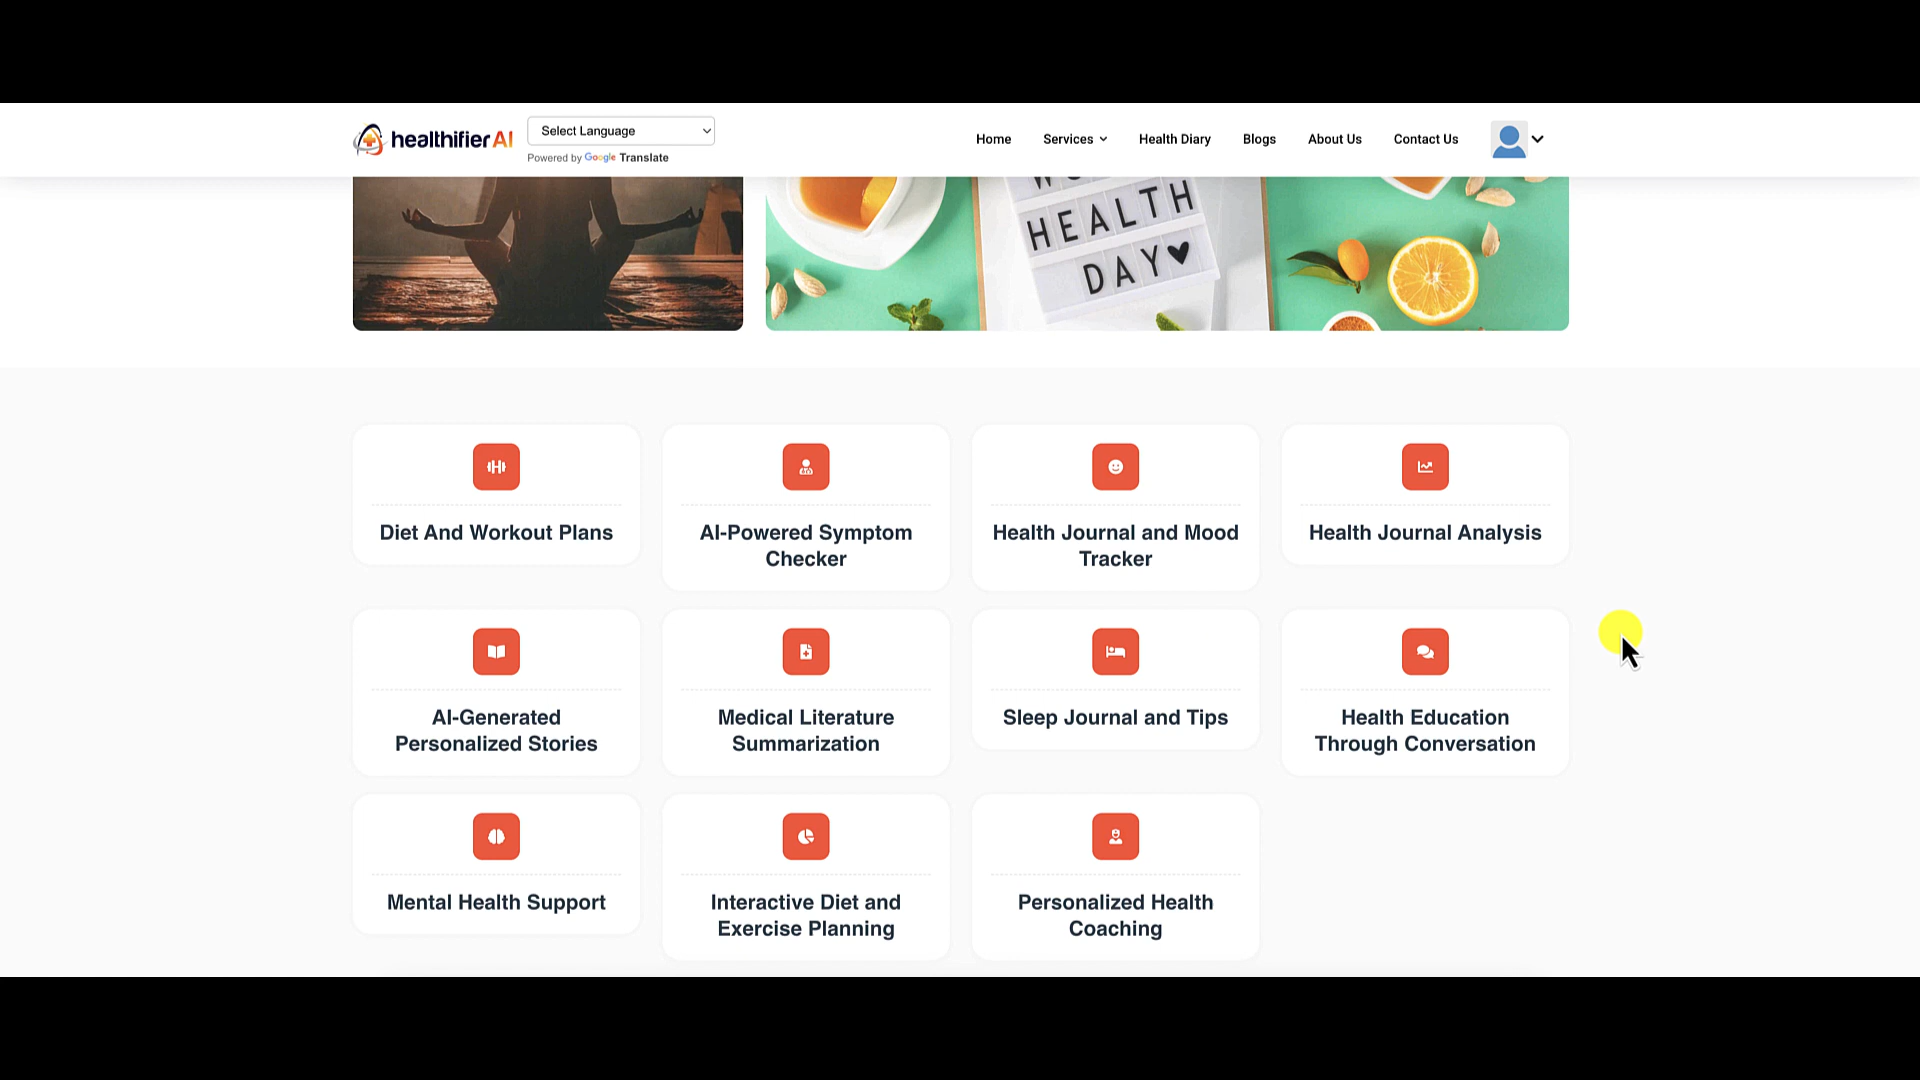 healthifier AI
Select Language
Powered by Google Translate
Home Services Health Diary Blogs About Us Contact Us
HEALTH
DAY
Diet And Workout Plans
AI-Powered Symptom
Checker
Health Journal and Mood
Tracker
Health Journal Analysis
AI-Generated
Personalized Stories
Medical Literature
Summarization
Sleep Journal and Tips
Health Education
Through Conversation
Mental Health Support
Interactive Diet and
Exercise Planning
Personalized Health
Coaching